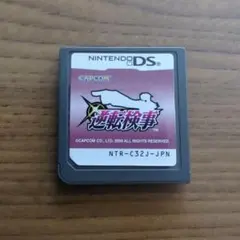 NINTENDO DS
CAPCOM
逆転検事
©CAPCOM CO., LTD. 2009 ALL RIGHTS RESERVED.
NTR-C32J-JPN